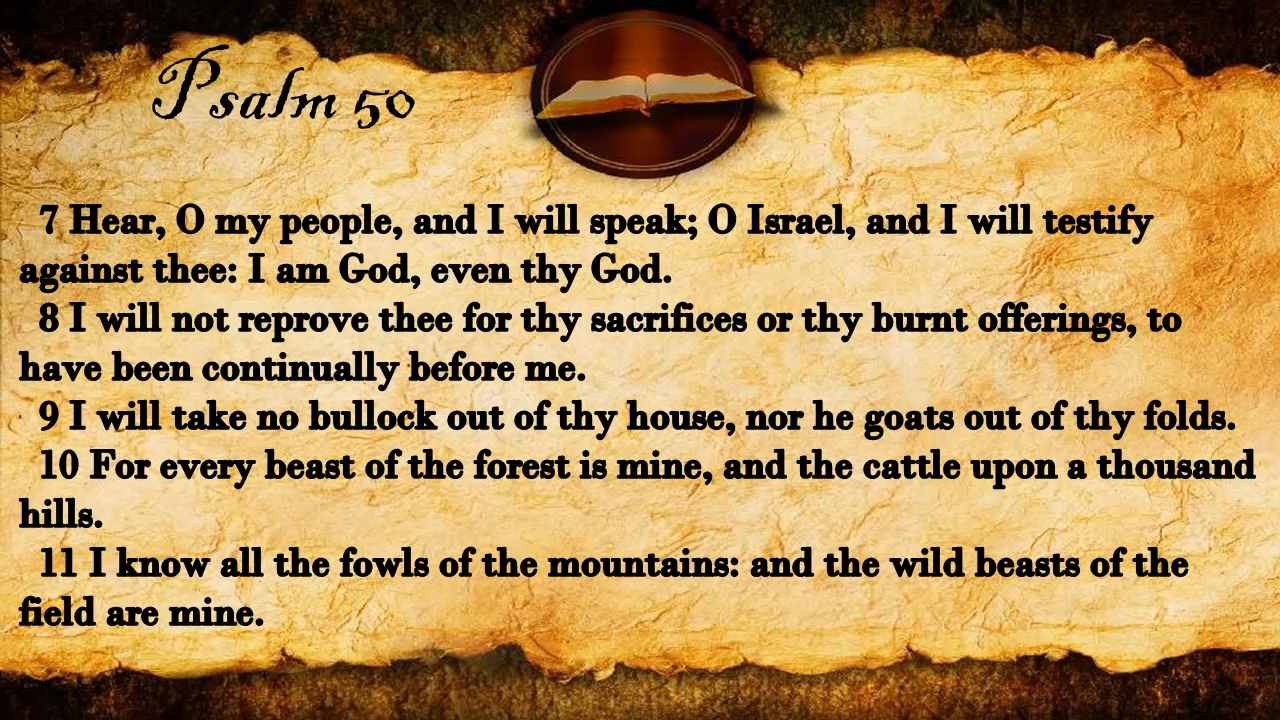 Psalm 50
7 Hear, O my people, and I will speak; O Israel, and I will testify
against thee: I am God, even thy God.
8 I will not reprove thee for thy sacrifices or thy burnt offerings, to
have been continually before me.
9 I will take no bullock out of thy house, nor he goats out of thy folds.
10 For every beast of the forest is mine, and the cattle upon a thousand
hills.
11 I know all the fowls of the mountains: and the wild beasts of the
field are mine.